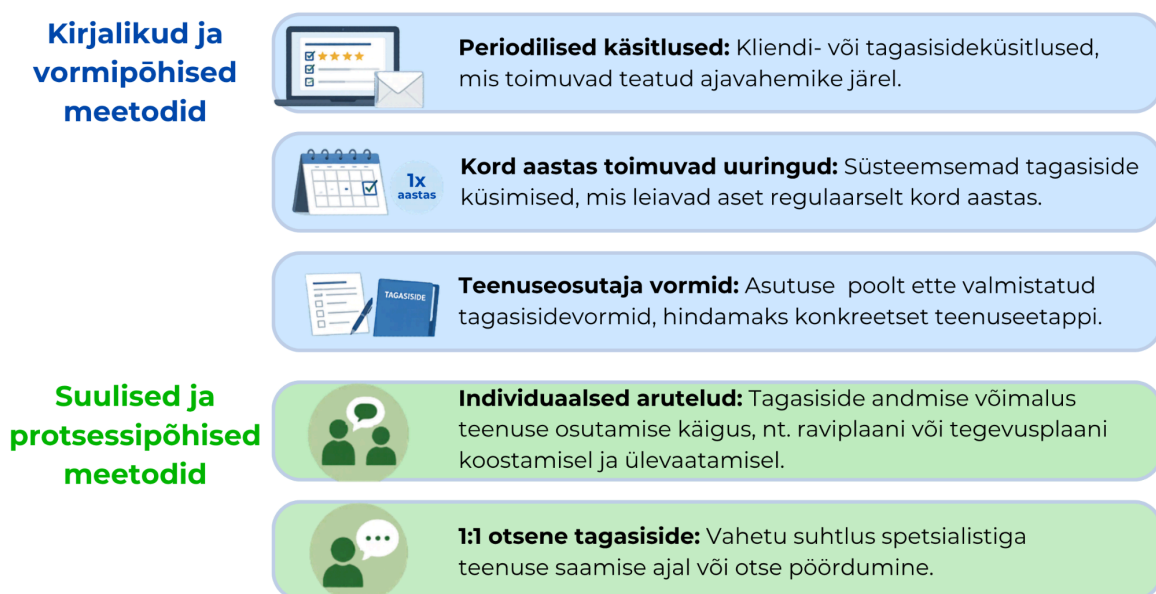 Kirjalikud ja
vormipõhised
meetodid
Periodilised käsitlused: Kliendi- või tagasisideküsitlused,
mis toimuvad teatud ajavahemike järel.
1x
aastas
Kord aastas toimuvad uuringud: Süsteemsemad tagasiside
küsimised, mis leiavad aset regulaarselt kord aastas.
TAGASISIDE
Teenuseosutaja vormid: Asutuse poolt ette valmistatud
tagasisidevormid, hindamaks konkreetset teenuseetappi.
Suulised ja
protsessipõhised
meetodid
Individuaalsed arutelud: Tagasiside andmise võimalus
teenuse osutamise käigus, nt. raviplaani või tegevusplaani
koostamisel ja ülevaatamisel.
1:1 otsene tagasiside: Vahetu suhtlus spetsialistiga
teenuse saamise ajal või otse pöördumine.